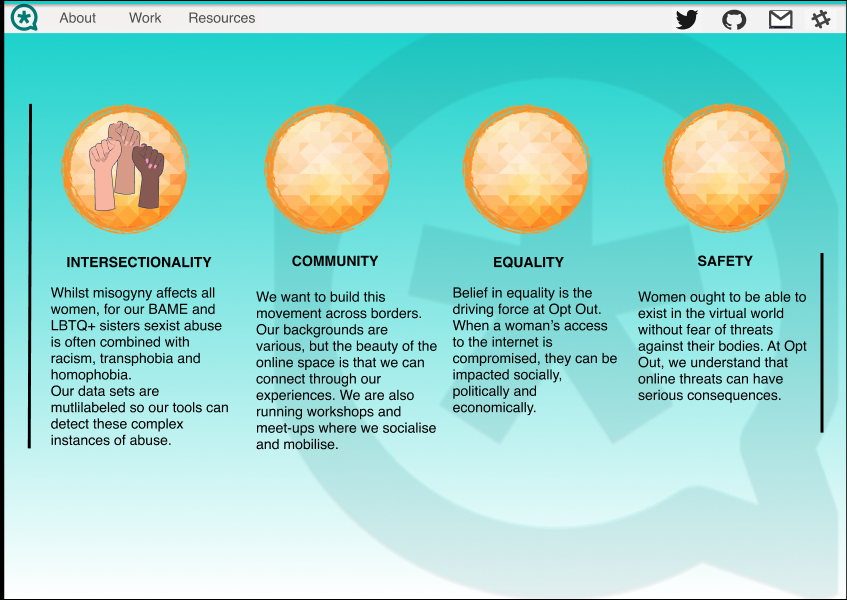 About Work Resources
INTERSECTIONALITY
Whilst misogyny affects all
women, for our BAME and
LBTQ+ sisters sexist abuse
is often combined with
racism, transphobia and
homophobia.
Our data sets are
mutlilabeled so our tools can
detect these complex
instances of abuse.
COMMUNITY
We want to build this
movement across borders.
Our backgrounds are
various, but the beauty of the
online space is that we can
connect through our
experiences. We are also
running workshops and
meet-ups where we socialise
and mobilise.
EQUALITY
Belief in equality is the
driving force at Opt Out.
When a woman’s access
to the internet is
compromised, they can be
impacted socially,
politically and
economically.
SAFETY
Women ought to be able to
exist in the virtual world
without fear of threats
against their bodies. At Opt
Out, we understand that
online threats can have
serious consequences.